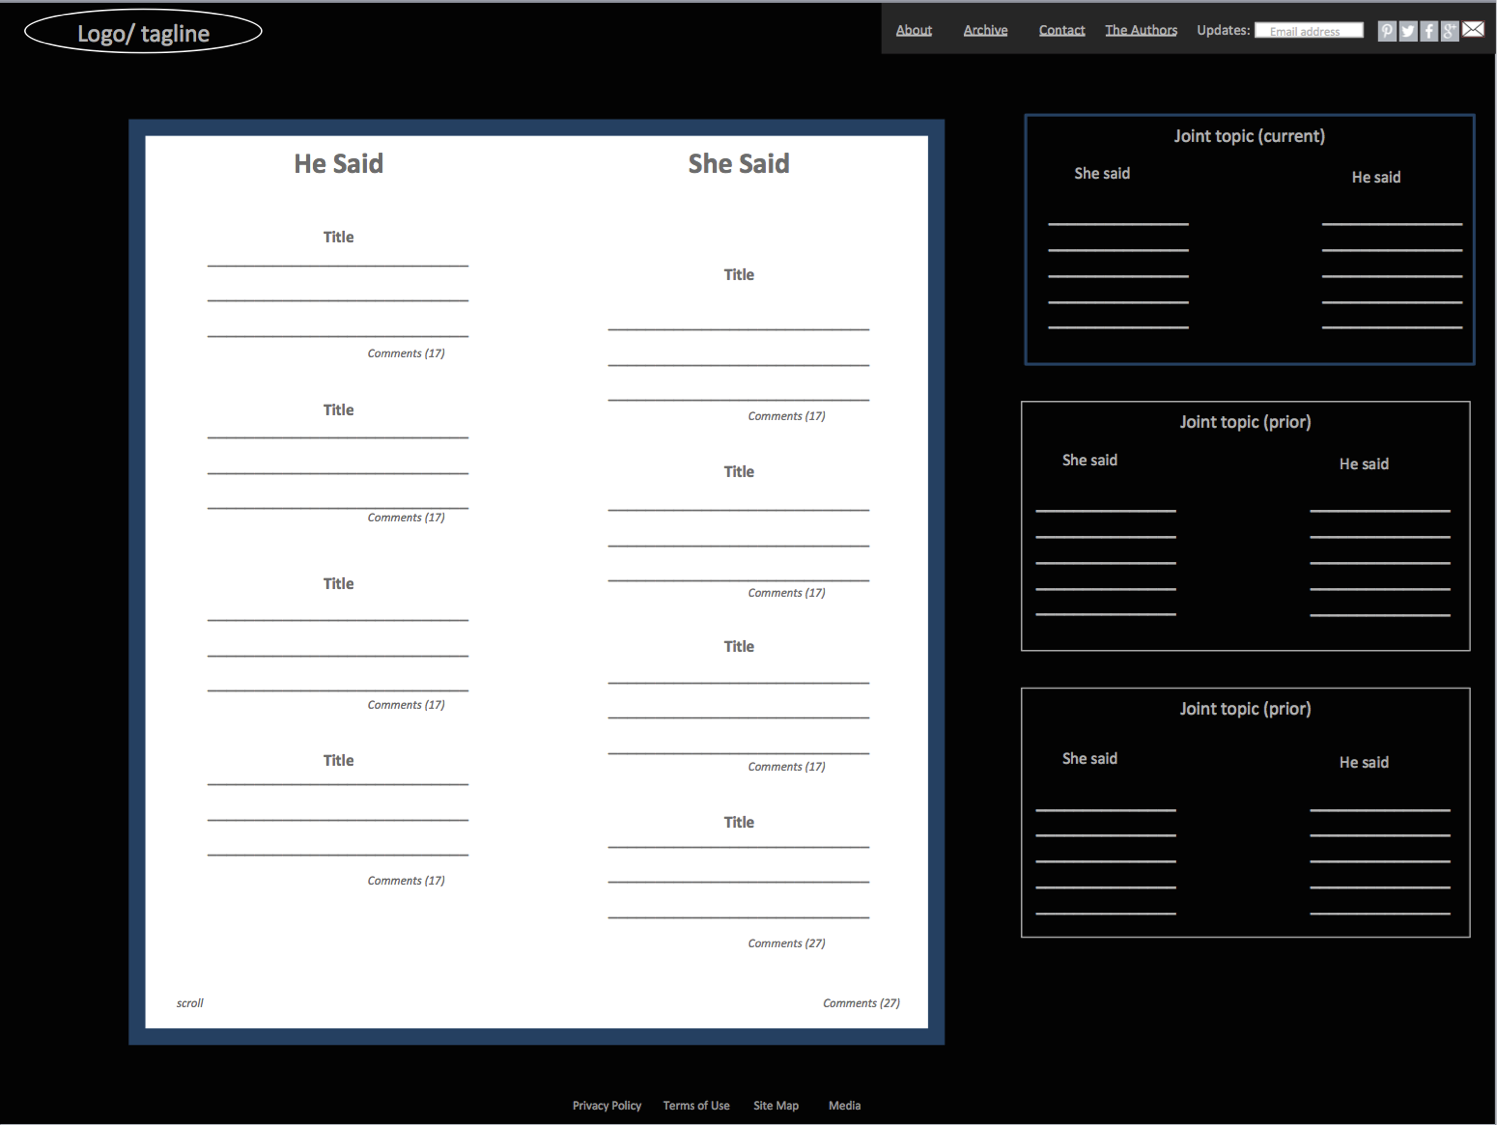 Logo/ tagline
About Archive Contact The Authors Updates: Email address
He Said
Title
Comments (17)
Title
Comments (17)
Title
Comments (17)
Title
Comments (17)
scroll
She Said
Title
Comments (17)
Title
Comments (17)
Title
Comments (17)
Title
Comments (27)
Comments (27)
Joint topic (current)
She said He said
Joint topic (prior)
She said He said
Joint topic (prior)
She said He said
Privacy Policy Terms of Use Site Map Media